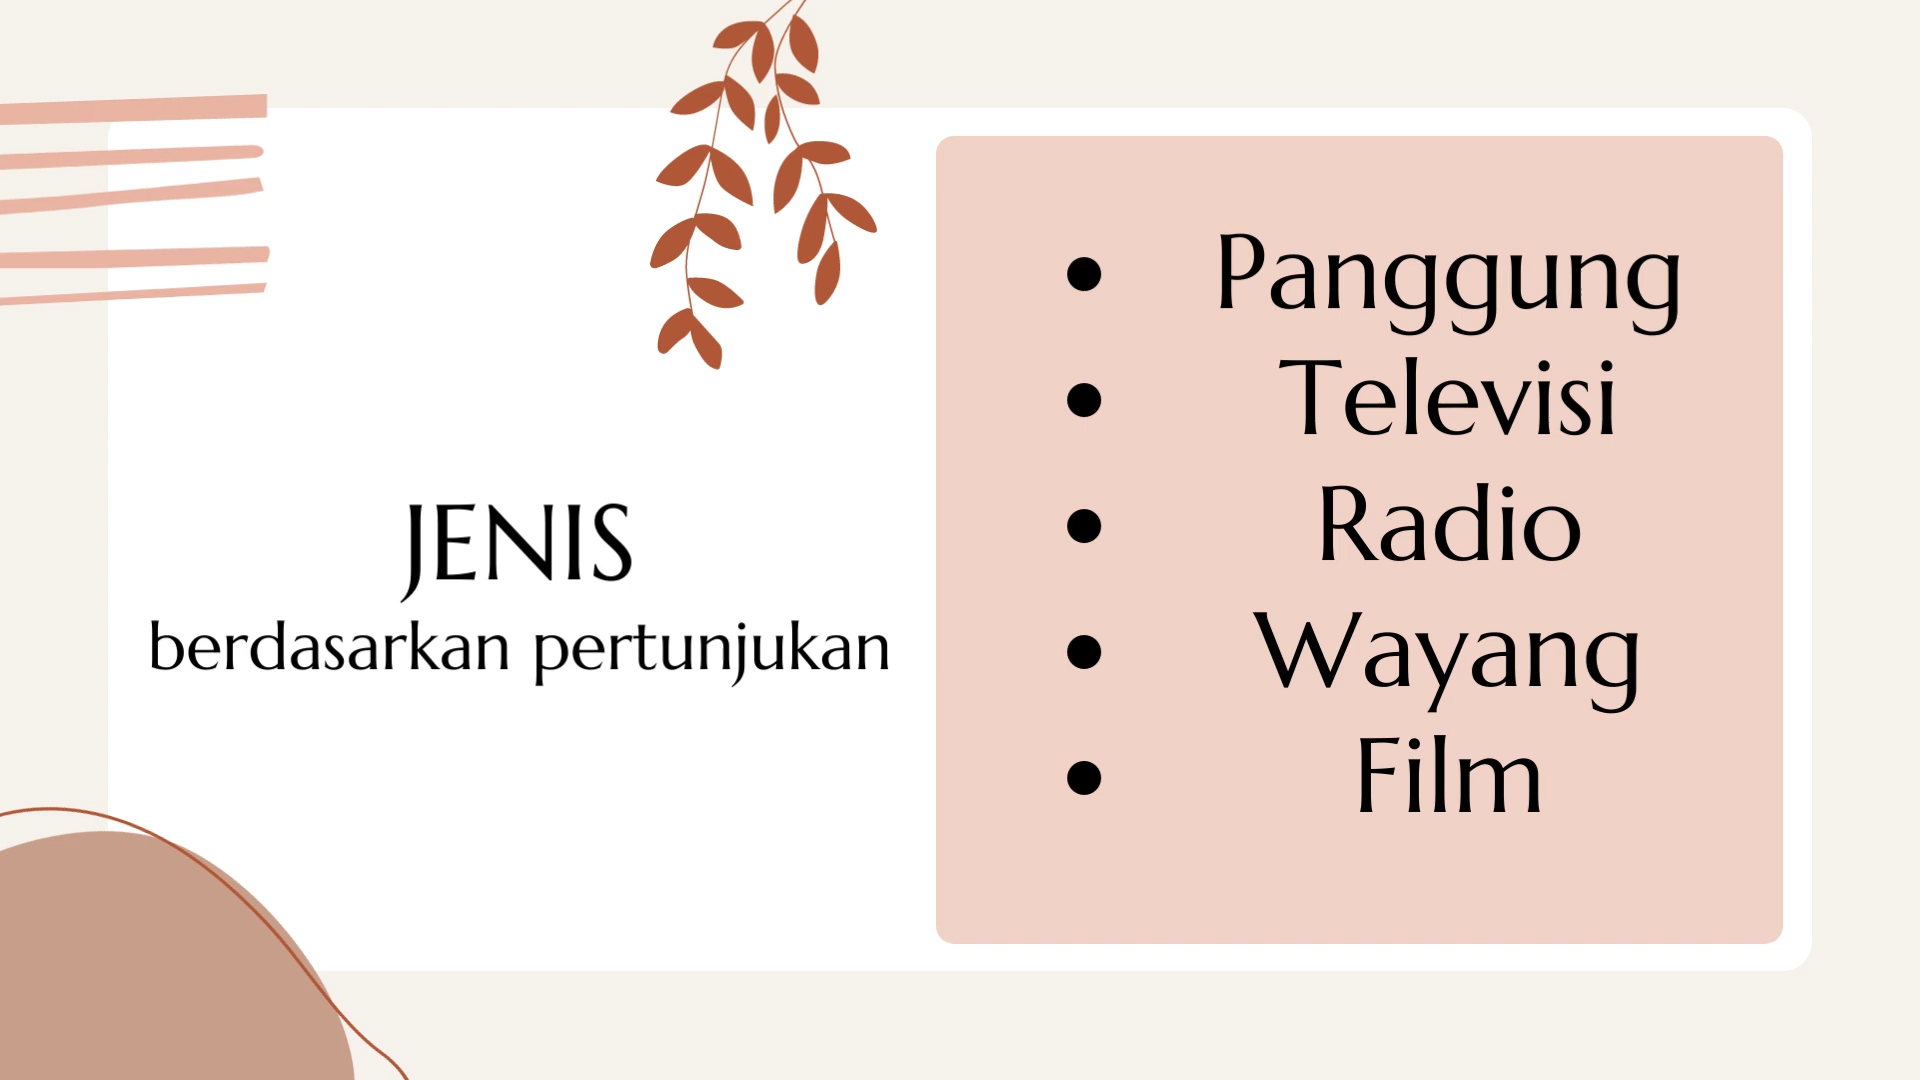 JENIS
berdasarkan pertunjukan
• Panggung
• Televisi
• Radio
• Wayang
• Film